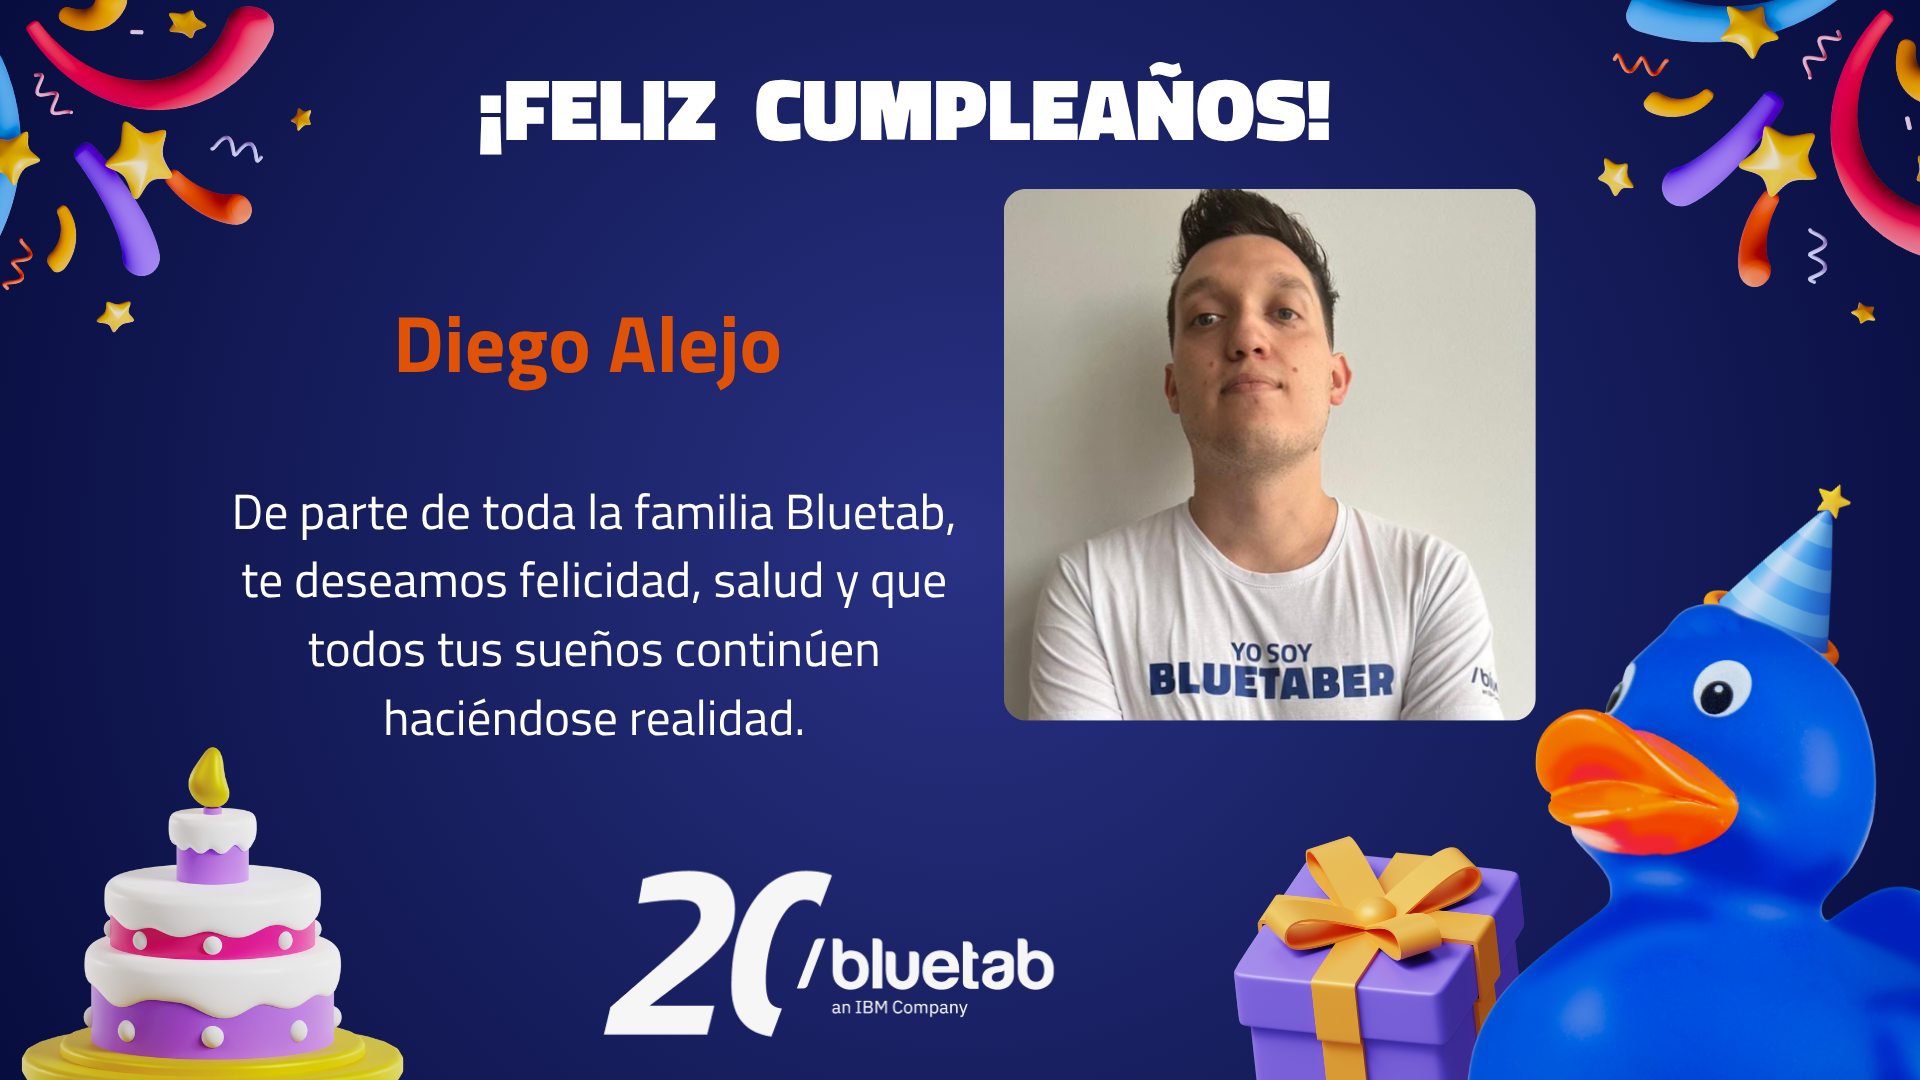 ¡FELIZ CUMPLEAÑOS!
Diego Alejo
De parte de toda la familia Bluetab,
te deseamos felicidad, salud y que
todos tus sueños continúen
haciéndose realidad.
YO SOY
BLUETABER
20/bluetab
an IBM Company